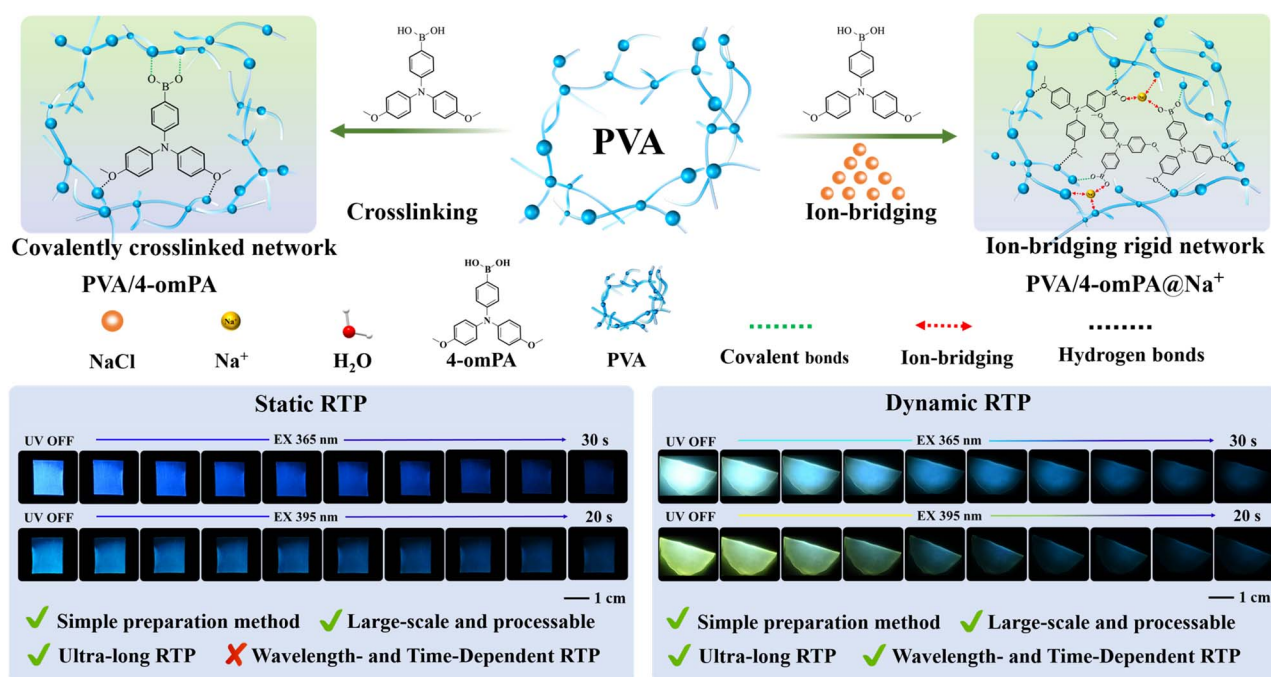 HO OH
B
N
O O
PVA
HO OH
B
N
O O
O O
B
N
O O
Crosslinking
Ion-bridging
Covalently crosslinked network
PVA/4-omPA
Ion-bridging rigid network
PVA/4-omPA@Na⁺
HO OH
B
N
O O
Na⁺
NaCl
Na⁺
H₂O
4-omPA
PVA
Covalent bonds
Ion-bridging
Hydrogen bonds
Static RTP
UV OFF EX 365 nm 30 s
UV OFF EX 395 nm 20 s
1 cm
✓ Simple preparation method ✓ Large-scale and processable
✓ Ultra-long RTP ✗ Wavelength- and Time-Dependent RTP
Dynamic RTP
UV OFF EX 365 nm 30 s
UV OFF EX 395 nm 20 s
1 cm
✓ Simple preparation method ✓ Large-scale and processable
✓ Ultra-long RTP ✓ Wavelength- and Time-Dependent RTP